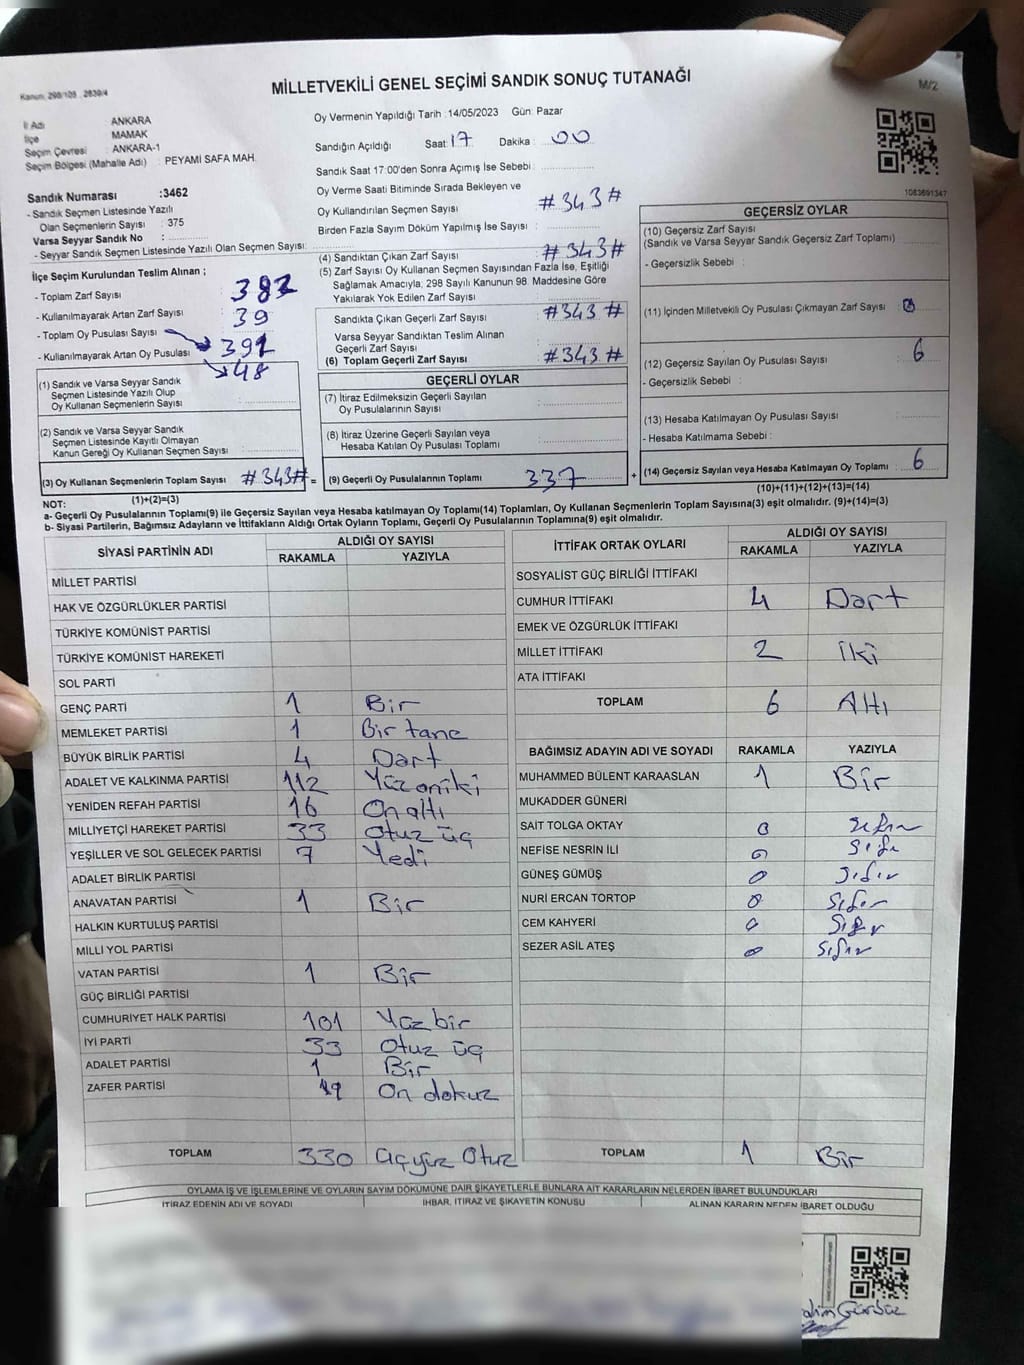 Kanun: 298/105 , 2839/4
MİLLETVEKİLİ GENEL SEÇİMİ SANDIK SONUÇ TUTANAĞI
M/2
İl Adı ANKARA
İlçe MAMAK
Seçim Çevresi : ANKARA-1
Seçim Bölgesi (Mahalle Adı) : PEYAMİ SAFA MAH.
Sandık Numarası :3462
- Sandık Seçmen Listesinde Yazılı
Olan Seçmenlerin Sayısı : 375
Varsa Seyyar Sandık No :
- Seyyar Sandık Seçmen Listesinde Yazılı Olan Seçmen Sayısı:
Oy Vermenin Yapıldığı Tarih :14/05/2023 Gün: Pazar
Sandığın Açıldığı Saat: 17 Dakika : 00
Sandık Saat 17:00'den Sonra Açımış İse Sebebi :
Oy Verme Saati Bitiminde Sırada Bekleyen ve
Oy Kullandırılan Seçmen Sayısı #343#
Birden Fazla Sayım Döküm Yapılmış İse Sayısı :
1083691347
İlçe Seçim Kurulundan Teslim Alınan ;
- Toplam Zarf Sayısı 382
- Kullanılmayarak Artan Zarf Sayısı 39
- Toplam Oy Pusulası Sayısı 391
- Kullanılmayarak Artan Oy Pusulası 48
(1) Sandık ve Varsa Seyyar Sandık
Seçmen Listesinde Yazılı Olup
Oy Kullanan Seçmenlerin Sayısı :
(2) Sandık ve Varsa Seyyar Sandık
Seçmen Listesinde Kayıtlı Olmayan
Kanun Gereği Oy Kullanan Seçmen Sayısı:
(3) Oy Kullanan Seçmenlerin Toplam Sayısı #343# =
(1)+(2)=(3)
(4) Sandıktan Çıkan Zarf Sayısı : #343#
(5) Zarf Sayısı Oy Kullanan Seçmen Sayısından Fazla İse, Eşitliği
Sağlamak Amacıyla, 298 Sayılı Kanunun 98. Maddesine Göre
Yakılarak Yok Edilen Zarf Sayısı :
Sandıkta Çıkan Geçerli Zarf Sayısı : #343#
Varsa Seyyar Sandıktan Teslim Alınan
Geçerli Zarf Sayısı :
(6) Toplam Geçerli Zarf Sayısı : #343#
GEÇERLİ OYLAR
(7) İtiraz Edilmeksizin Geçerli Sayılan
Oy Pusulalarının Sayısı :
(8) İtiraz Üzerine Geçerli Sayılan veya
Hesaba Katılan Oy Pusulası Toplamı :
(9) Geçerli Oy Pusulalarının Toplamı : 337 +
GEÇERSİZ OYLAR
(10) Geçersiz Zarf Sayısı
(Sandık ve Varsa Seyyar Sandık Geçersiz Zarf Toplamı) :
- Geçersizlik Sebebi :
(11) İçinden Milletvekili Oy Pusulası Çıkmayan Zarf Sayısı : 0
(12) Geçersiz Sayılan Oy Pusulası Sayısı : 6
- Geçersizlik Sebebi :
(13) Hesaba Katılmayan Oy Pusulası Sayısı :
- Hesaba Katılmama Sebebi :
(14) Geçersiz Sayılan veya Hesaba Katılmayan Oy Toplamı : 6
(10)+(11)+(12)+(13)=(14)
NOT:
a- Geçerli Oy Pusulalarının Toplamı(9) ile Geçersiz Sayılan veya Hesaba katılmayan Oy Toplamı(14) Toplamları, Oy Kullanan Seçmenlerin Toplam Sayısına(3) eşit olmalıdır. (9)+(14)=(3)
b- Siyasi Partilerin, Bağımsız Adayların ve İttifakların Aldığı Ortak Oyların Toplamı, Geçerli Oy Pusulalarının Toplamına(9) eşit olmalıdır.
SİYASİ PARTİNİN ADI ALDIĞI OY SAYISI
RAKAMLA YAZIYLA
MİLLET PARTİSİ
HAK VE ÖZGÜRLÜKLER PARTİSİ
TÜRKİYE KOMÜNİST PARTİSİ
TÜRKİYE KOMÜNİST HAREKETİ
SOL PARTİ
GENÇ PARTİ 1 Bir
MEMLEKET PARTİSİ 1 Bir tane
BÜYÜK BİRLİK PARTİSİ 4 Dört
ADALET VE KALKINMA PARTİSİ 112 Yüz oniki
YENİDEN REFAH PARTİSİ 16 On altı
MİLLİYETÇİ HAREKET PARTİSİ 33 Otuz üç
YEŞİLLER VE SOL GELECEK PARTİSİ 7 Yedi
ADALET BİRLİK PARTİSİ
ANAVATAN PARTİSİ 1 Bir
HALKIN KURTULUŞ PARTİSİ
MİLLİ YOL PARTİSİ
VATAN PARTİSİ 1 Bir
GÜÇ BİRLİĞİ PARTİSİ
CUMHURİYET HALK PARTİSİ 101 Yüz bir
İYİ PARTİ 33 Otuz üç
ADALET PARTİSİ 1 Bir
ZAFER PARTİSİ 19 On dokuz
TOPLAM 330 üçyüz Otuz
İTTİFAK ORTAK OYLARI ALDIĞI OY SAYISI
RAKAMLA YAZIYLA
SOSYALİST GÜÇ BİRLİĞİ İTTİFAKI
CUMHUR İTTİFAKI 4 Dört
EMEK VE ÖZGÜRLÜK İTTİFAKI
MİLLET İTTİFAKI 2 İki
ATA İTTİFAKI
TOPLAM 6 Altı
BAĞIMSIZ ADAYIN ADI VE SOYADI RAKAMLA YAZIYLA
MUHAMMED BÜLENT KARAASLAN 1 Bir
MUKADDER GÜNERİ
SAİT TOLGA OKTAY 0 sıfır
NEFİSE NESRİN İLİ 0 sıfır
GÜNEŞ GÜMÜŞ 0 sıfır
NURİ ERCAN TORTOP 0 sıfır
CEM KAHYERİ 0 sıfır
SEZER ASİL ATEŞ 0 sıfır
TOPLAM 1 Bir
OYLAMA İŞ VE İŞLEMLERİNE VE OYLARIN SAYIM DÖKÜMÜNE DAİR ŞİKAYETLERLE BUNLARA AİT KARARLARIN NELERDEN İBARET BULUNDUKLARI
İTİRAZ EDENİN ADI VE SOYADI İHBAR, İTİRAZ VE ŞİKAYETİN KONUSU ALINAN KARARIN NEDEN İBARET OLDUĞU